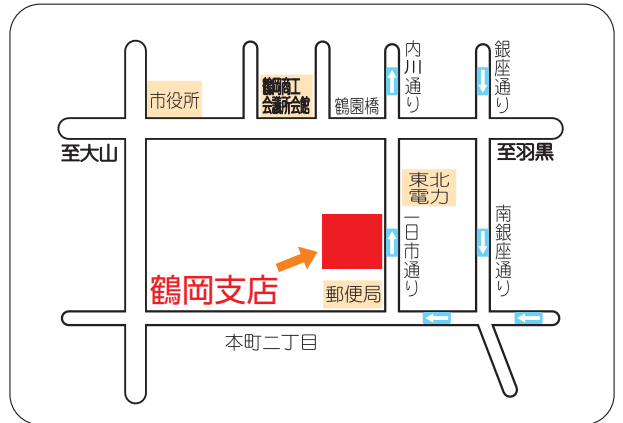 内川通り
銀座通り
市役所
鶴岡商工
会議所会館
鶴園橋
至大山
至羽黒
東北
電力
一日市通り
南銀座通り
鶴岡支店
郵便局
本町二丁目